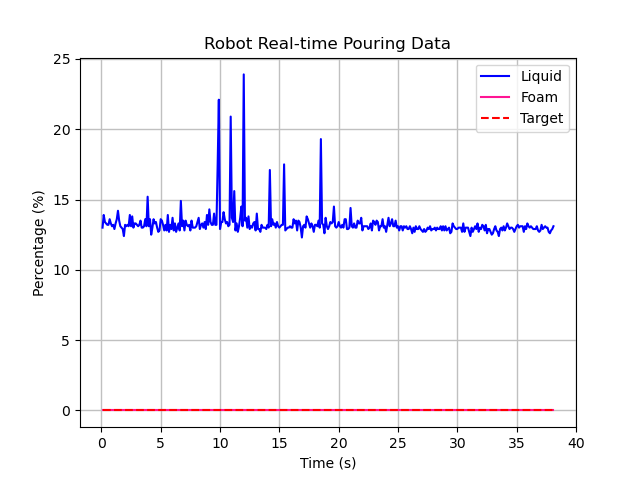 Robot Real-time Pouring Data
Liquid
Foam
Target
Percentage (%)
25
20
15
10
5
0
0 5 10 15 20 25 30 35 40
Time (s)